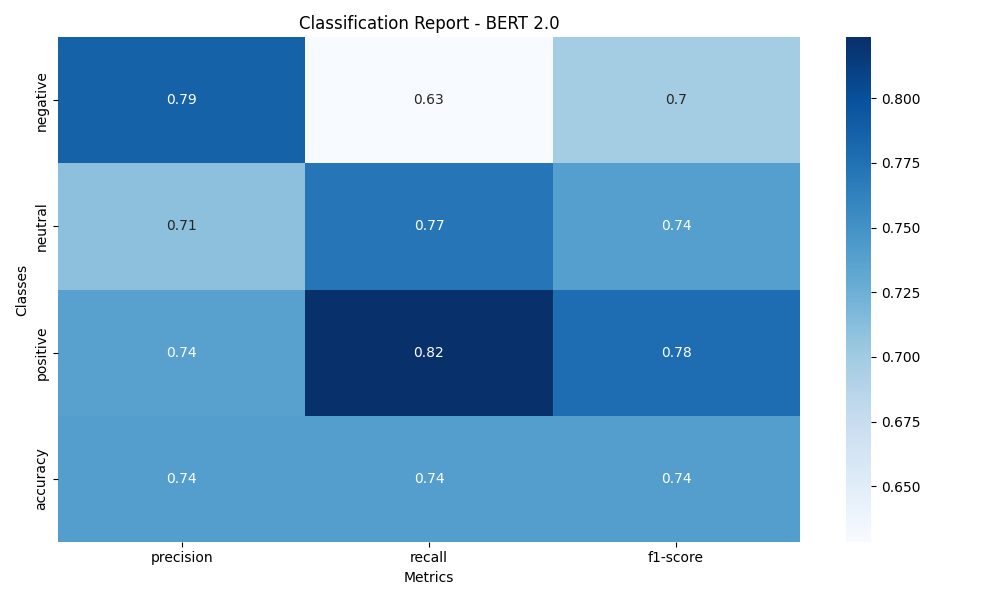 Classification Report - BERT 2.0
negative 0.79 0.63 0.7
neutral 0.71 0.77 0.74
positive 0.74 0.82 0.78
accuracy 0.74 0.74 0.74
precision recall f1-score
Metrics
Classes
0.800
0.775
0.750
0.725
0.700
0.675
0.650